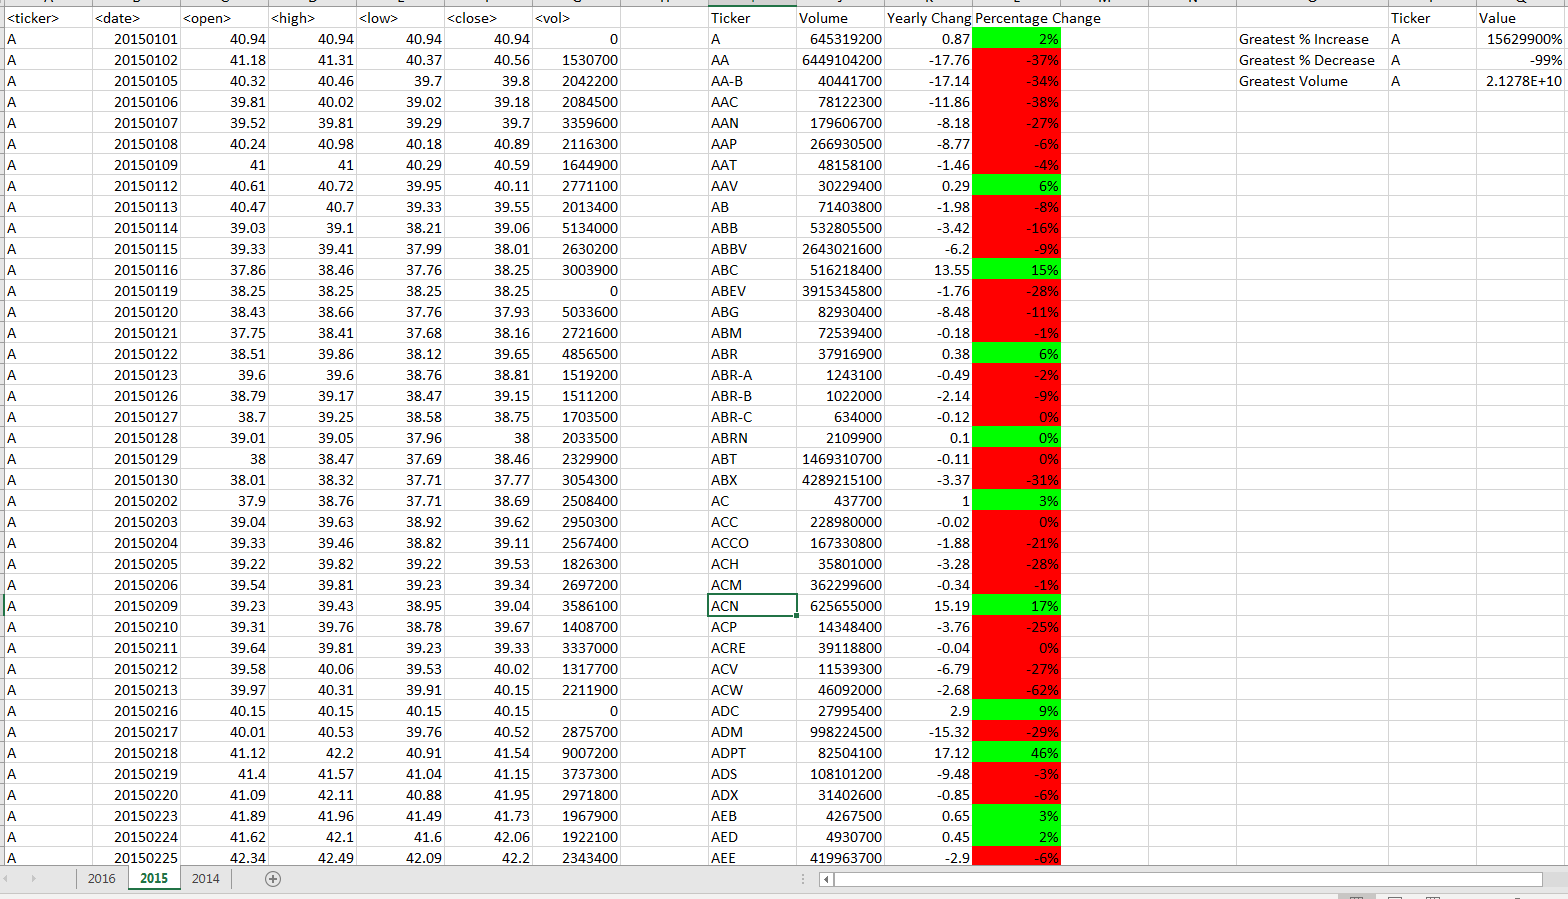 <ticker> <date> <open> <high> <low> <close> <vol> Ticker Volume Yearly Chang Percentage Change Ticker Value
A 20150101 40.94 40.94 40.94 40.94 0 A 645319200 0.87 2% Greatest % Increase A 15629900%
A 20150102 41.18 41.31 40.37 40.56 1530700 AA 6449104200 -17.76 -37% Greatest % Decrease A -99%
A 20150105 40.32 40.46 39.7 39.8 2042200 AA-B 40441700 -17.14 -34% Greatest Volume A 2.1278E+10
A 20150106 39.81 40.02 39.02 39.18 2084500 AAC 78122300 -11.86 -38%
A 20150107 39.52 39.81 39.29 39.7 3359600 AAN 179606700 -8.18 -27%
A 20150108 40.24 40.98 40.18 40.89 2116300 AAP 266930500 -8.77 -6%
A 20150109 41 41 40.29 40.59 1644900 AAT 48158100 -1.46 -4%
A 20150112 40.61 40.72 39.95 40.11 2771100 AAV 30229400 0.29 6%
A 20150113 40.47 40.7 39.33 39.55 2013400 AB 71403800 -1.98 -8%
A 20150114 39.03 39.1 38.21 39.06 5134000 ABB 532805500 -3.42 -16%
A 20150115 39.33 39.41 37.99 38.01 2630200 ABBV 2643021600 -6.2 -9%
A 20150116 37.86 38.46 37.76 38.25 3003900 ABC 516218400 13.55 15%
A 20150119 38.25 38.25 38.25 38.25 0 ABEV 3915345800 -1.76 -28%
A 20150120 38.43 38.66 37.76 37.93 5033600 ABG 82930400 -8.48 -11%
A 20150121 37.75 38.41 37.68 38.16 2721600 ABM 72539400 -0.18 -1%
A 20150122 38.51 39.86 38.12 39.65 4856500 ABR 37916900 0.38 6%
A 20150123 39.6 39.6 38.76 38.81 1519200 ABR-A 1243100 -0.49 -2%
A 20150126 38.79 39.17 38.47 39.15 1511200 ABR-B 1022000 -2.14 -9%
A 20150127 38.7 39.25 38.58 38.75 1703500 ABR-C 634000 -0.12 0%
A 20150128 39.01 39.05 37.96 38 2033500 ABRN 2109900 0.1 0%
A 20150129 38 38.47 37.69 38.46 2329900 ABT 1469310700 -0.11 0%
A 20150130 38.01 38.32 37.71 37.77 3054300 ABX 4289215100 -3.37 -31%
A 20150202 37.9 38.76 37.71 38.69 2508400 AC 437700 1 3%
A 20150203 39.04 39.63 38.92 39.62 2950300 ACC 228980000 -0.02 0%
A 20150204 39.33 39.46 38.82 39.11 2567400 ACCO 167330800 -1.88 -21%
A 20150205 39.22 39.82 39.22 39.53 1826300 ACH 35801000 -3.28 -28%
A 20150206 39.54 39.81 39.23 39.34 2697200 ACM 362299600 -0.34 -1%
A 20150209 39.23 39.43 38.95 39.04 3586100 ACN 625655000 15.19 17%
A 20150210 39.31 39.76 38.78 39.67 1408700 ACP 14348400 -3.76 -25%
A 20150211 39.64 39.81 39.23 39.33 3337000 ACRE 39118800 -0.04 0%
A 20150212 39.58 40.06 39.53 40.02 1317700 ACV 11539300 -6.79 -27%
A 20150213 39.97 40.31 39.91 40.15 2211900 ACW 46092000 -2.68 -62%
A 20150216 40.15 40.15 40.15 40.15 0 ADC 27995400 2.9 9%
A 20150217 40.01 40.53 39.76 40.52 2875700 ADM 998224500 -15.32 -29%
A 20150218 41.12 42.2 40.91 41.54 9007200 ADPT 82504100 17.12 46%
A 20150219 41.4 41.57 41.04 41.15 3737300 ADS 108101200 -9.48 -3%
A 20150220 41.09 42.11 40.88 41.95 2971800 ADX 31402600 -0.85 -6%
A 20150223 41.89 41.96 41.49 41.73 1967900 AEB 4267500 0.65 3%
A 20150224 41.62 42.1 41.6 42.06 1922100 AED 4930700 0.45 2%
A 20150225 42.34 42.49 42.09 42.2 2343400 AEE 419963700 -2.9 -6%
2016 2015 2014